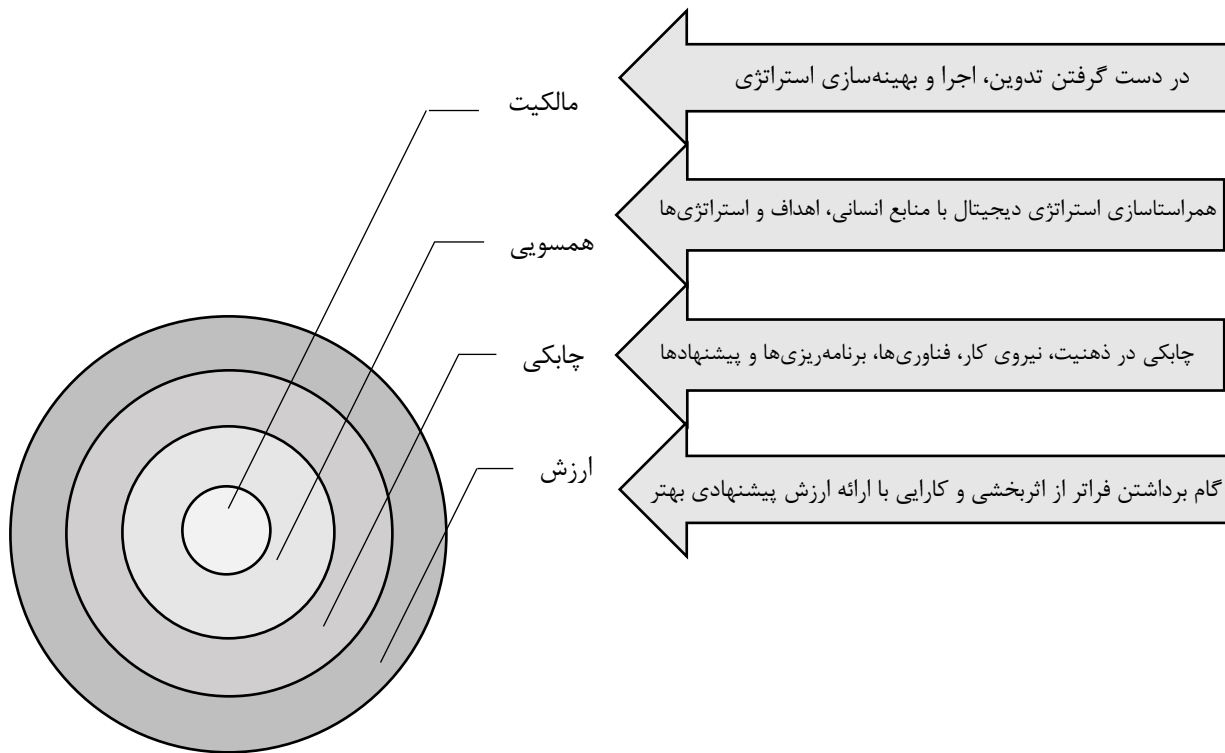 در دست گرفتن تدوین، اجرا و بهینه‌سازی استراتژی
مالکیت
همراستاسازی استراتژی دیجیتال با منابع انسانی، اهداف و استراتژی‌ها
همسویی
چابکی در ذهنیت، نیروی کار، فناوری‌ها، برنامه‌ریزی‌ها و پیشنهادها
چابکی
گام برداشتن فراتر از اثربخشی و کارایی با ارائه ارزش پیشنهادی بهتر
ارزش